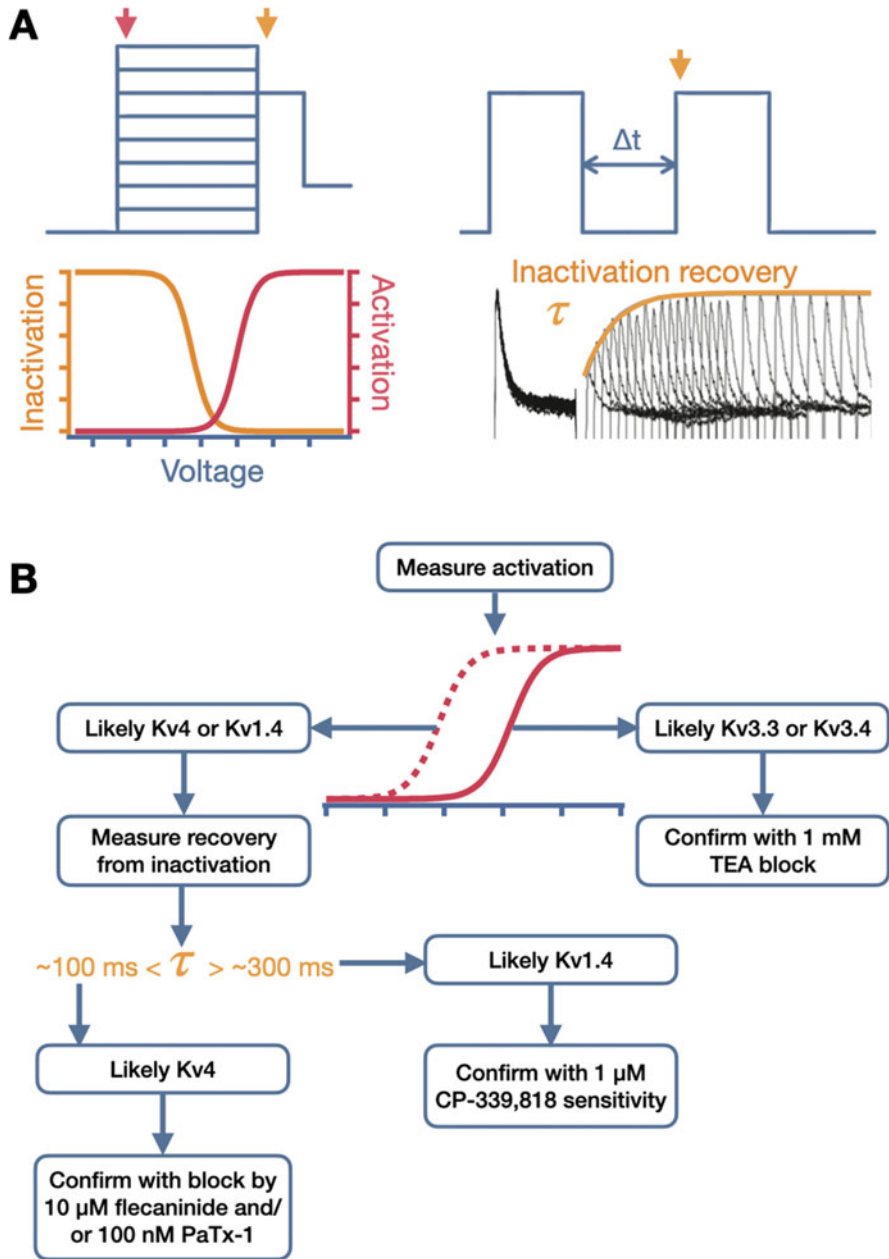 A
Δt
Inactivation
Activation
Voltage
Inactivation recovery
τ
B
Measure activation
Likely Kv4 or Kv1.4
Likely Kv3.3 or Kv3.4
Measure recovery
from inactivation
Confirm with 1 mM
TEA block
~100 ms < τ > ~300 ms
Likely Kv1.4
Likely Kv4
Confirm with 1 μM
CP-339,818 sensitivity
Confirm with block by
10 μM flecaninide and/
or 100 nM PaTx-1